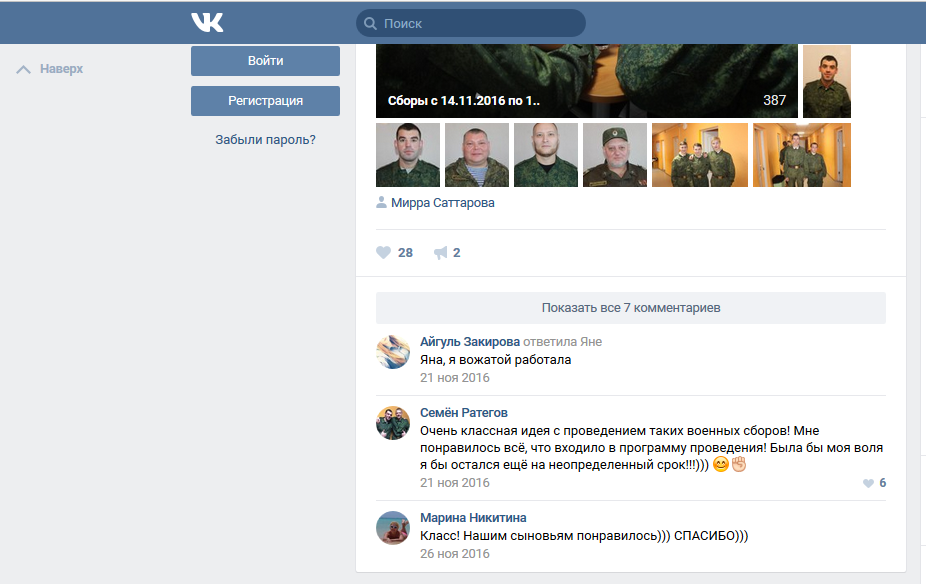 VK
Поиск
Наверх
Войти
Регистрация
Забыли пароль?
Сборы с 14.11.2016 по 1..
387
Мирра Саттарова
28
2
Показать все 7 комментариев
Айгуль Закирова ответила Яне
Яна, я вожатой работала
21 ноя 2016
Семён Ратегов
Очень классная идея с проведением таких военных сборов! Мне
понравилось всё, что входило в программу проведения! Была бы моя воля
я бы остался ещё на неопределенный срок!!!))) 😊✊
21 ноя 2016
6
Марина Никитина
Класс! Нашим сыновьям понравилось))) СПАСИБО)))
26 ноя 2016